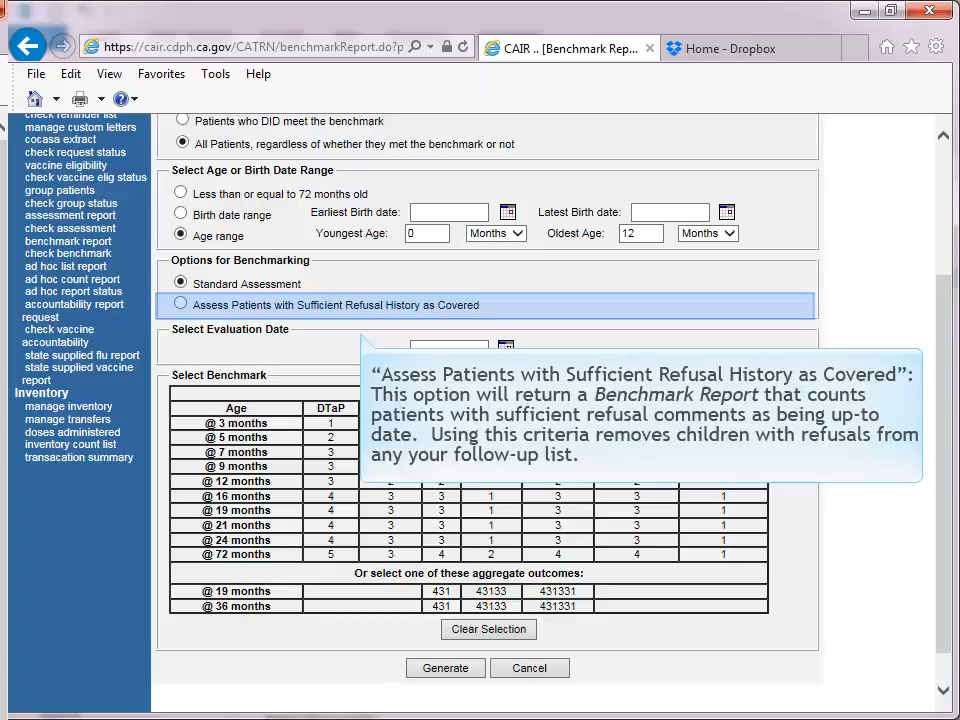 https://cair.cdph.ca.gov/CATRN/benchmarkReport.do?p
CAIR .. [Benchmark Rep...
Home - Dropbox
File Edit View Favorites Tools Help
check reminder list
manage custom letters
cocasa extract
check request status
vaccine eligibility
check vaccine elig status
group patients
check group status
assessment report
check assessment
benchmark report
check benchmark
ad hoc list report
ad hoc count report
ad hoc report status
accountability report
request
check vaccine
accountability
state supplied flu report
state supplied vaccine
report
Inventory
manage inventory
manage transfers
doses administered
inventory count list
transacation summary
Patients who DID meet the benchmark
All Patients, regardless of whether they met the benchmark or not
Select Age or Birth Date Range
Less than or equal to 72 months old
Birth date range Earliest Birth date: Latest Birth date:
Age range Youngest Age: 0 Months Oldest Age: 12 Months
Options for Benchmarking
Standard Assessment
Assess Patients with Sufficient Refusal History as Covered
Select Evaluation Date
“Assess Patients with Sufficient Refusal History as Covered”:
This option will return a Benchmark Report that counts
patients with sufficient refusal comments as being up-to
date. Using this criteria removes children with refusals from
any your follow-up list.
Select Benchmark
Age DTaP
@ 3 months 1
@ 5 months 2
@ 7 months 3
@ 9 months 3
@ 12 months 3
@ 16 months 4 3 3 1 3 3 1
@ 19 months 4 3 3 1 3 3 1
@ 21 months 4 3 3 1 3 3 1
@ 24 months 4 3 3 1 3 3 1
@ 72 months 5 3 4 2 4 4 1
Or select one of these aggregate outcomes:
@ 19 months 431 43133 431331
@ 36 months 431 43133 431331
Clear Selection
Generate Cancel